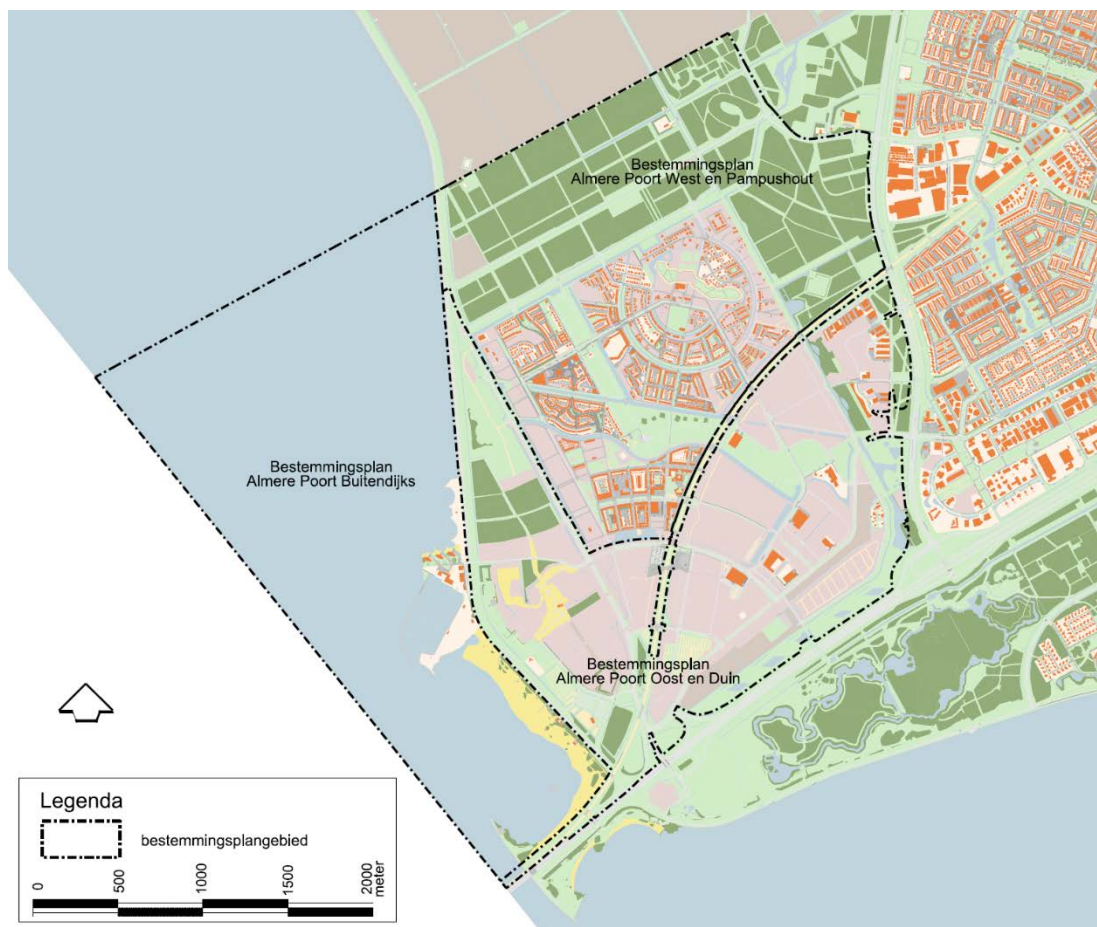 Bestemmingsplan
Almere Poort West en Pampushout
Bestemmingsplan
Almere Poort Buitendijks
Bestemmingsplan
Almere Poort Oost en Duin
Legenda
bestemmingsplangebied
0
500
1000
1500
2000
meter